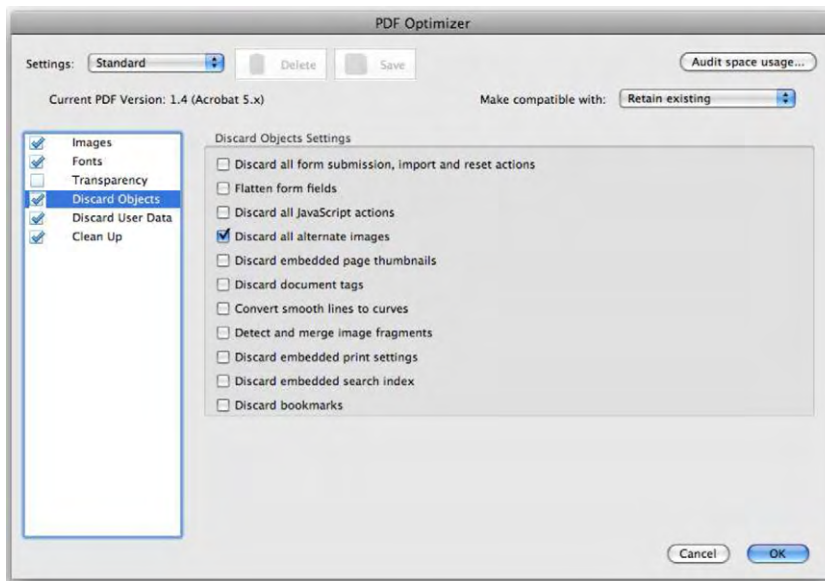 PDF Optimizer
Settings: Standard Delete Save Audit space usage...
Current PDF Version: 1.4 (Acrobat 5.x) Make compatible with: Retain existing
Images
Fonts
Transparency
Discard Objects
Discard User Data
Clean Up
Discard Objects Settings
Discard all form submission, import and reset actions
Flatten form fields
Discard all JavaScript actions
Discard all alternate images
Discard embedded page thumbnails
Discard document tags
Convert smooth lines to curves
Detect and merge image fragments
Discard embedded print settings
Discard embedded search index
Discard bookmarks
Cancel OK